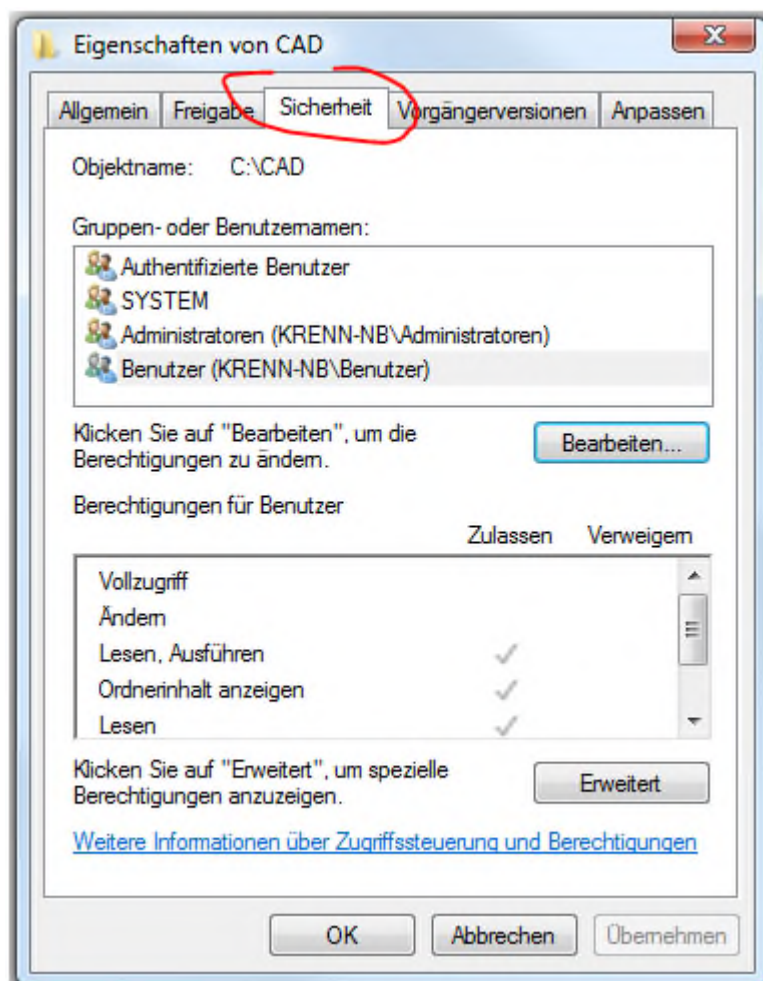 Eigenschaften von CAD
Allgemein Freigabe Sicherheit Vorgängerversionen Anpassen
Objektname: C:\CAD
Gruppen- oder Benutzernamen:
Authentifizierte Benutzer
SYSTEM
Administratoren (KRENN-NB\Administratoren)
Benutzer (KRENN-NB\Benutzer)
Klicken Sie auf "Bearbeiten", um die
Berechtigungen zu ändern.
Bearbeiten...
Berechtigungen für Benutzer
Zulassen Verweigern
Vollzugriff
Ändern
Lesen, Ausführen
Ordnerinhalt anzeigen
Lesen
Klicken Sie auf "Erweitert", um spezielle
Berechtigungen anzuzeigen.
Erweitert
Weitere Informationen über Zugriffssteuerung und Berechtigungen
OK Abbrechen Übernehmen